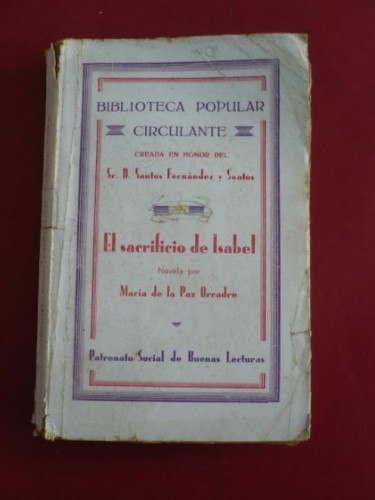 BIBLIOTECA POPULAR
CIRCULANTE
CREADA EN HONOR DEL
Sr. D. Santos Fernández y Santos
El sacrificio de Isabel
Novela por
María de la Paz Urradre
Patronato Social de Buenas Lecturas